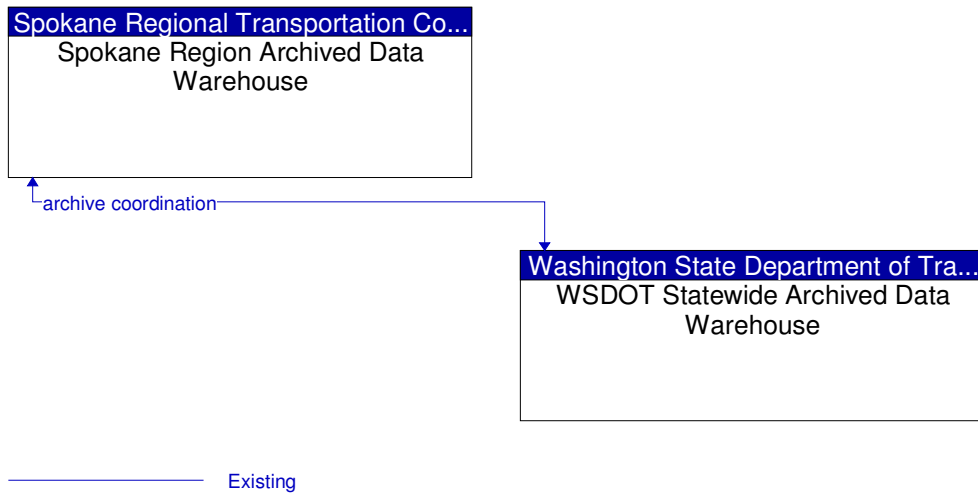 Spokane Regional Transportation Co...
Spokane Region Archived Data
Warehouse
archive coordination
Washington State Department of Tra...
WSDOT Statewide Archived Data
Warehouse
Existing